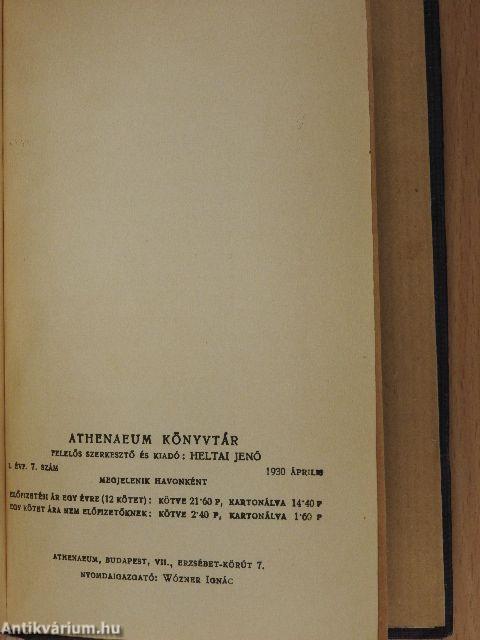 ATHENAEUM KÖNYVTÁR
FELELŐS SZERKESZTŐ ÉS KIADÓ: HELTAI JENŐ
I. ÉVF. 7. SZÁM 1930 ÁPRILIS
MEGJELENIK HAVONKÉNT
ELŐFIZETÉSI ÁR EGY ÉVRE (12 KÖTET): KÖTVE 21·60 P, KARTONÁLVA 14·40 P
EGY KÖTET ÁRA NEM ELŐFIZETŐKNEK: KÖTVE 2·40 P, KARTONÁLVA 1·60 P
ATHENAEUM, BUDAPEST, VII., ERZSÉBET-KÖRÚT 7.
NYOMDAIGAZGATÓ: WÓZNER IGNÁC
Antikvárium.hu